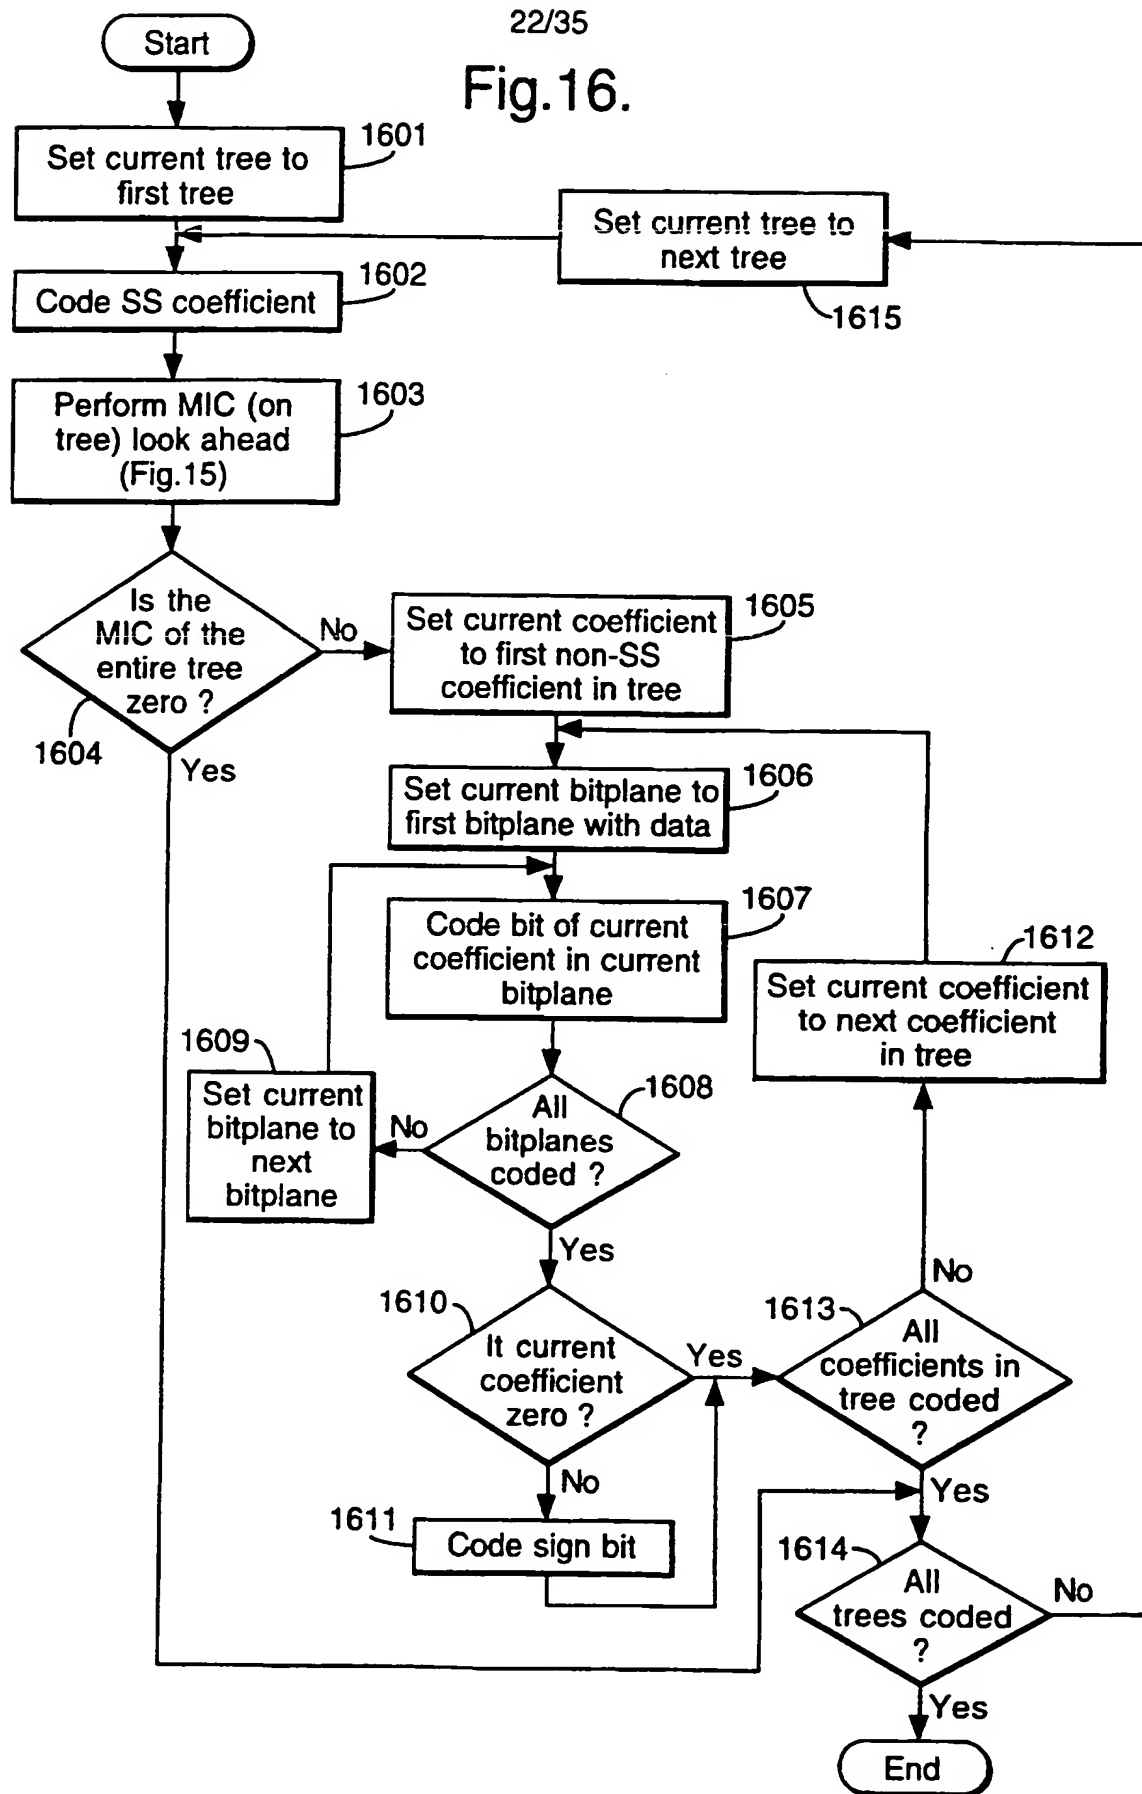 22/35
Fig.16.
Start
1601
Set current tree to
first tree
Set current tree to
next tree
1615
1602
Code SS coefficient
1603
Perform MIC (on
tree) look ahead
(Fig.15)
Is the
MIC of the
entire tree
zero ?
1604
No
Yes
1605
Set current coefficient
to first non-SS
coefficient in tree
1606
Set current bitplane to
first bitplane with data
1607
Code bit of current
coefficient in current
bitplane
1612
Set current coefficient
to next coefficient
in tree
1609
Set current
bitplane to
next
bitplane
1608
All
bitplanes
coded ?
No
Yes
1610
It current
coefficient
zero ?
Yes
No
1613
All
coefficients in
tree coded
?
No
Yes
1611
Code sign bit
1614
All
trees coded
?
No
Yes
End